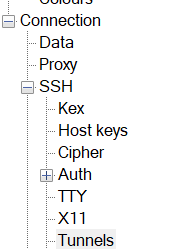 Colours
Connection
Data
Proxy
SSH
Kex
Host keys
Cipher
Auth
TTY
X11
Tunnels